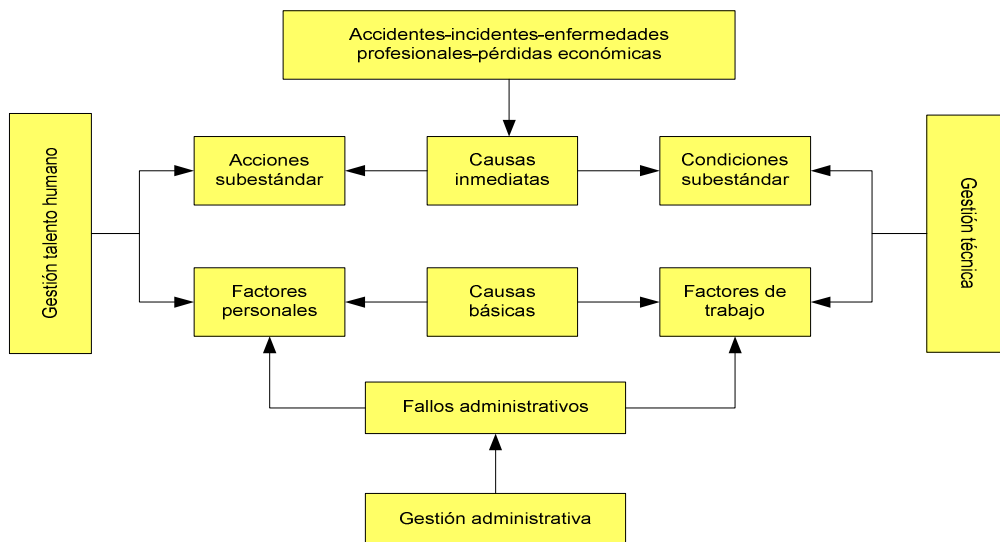 Accidentes-incidentes-enfermedades
profesionales-pérdidas económicas
Gestión talento humano
Acciones
subestándar
Causas
inmediatas
Condiciones
subestándar
Gestión técnica
Factores
personales
Causas
básicas
Factores de
trabajo
Fallos administrativos
Gestión administrativa